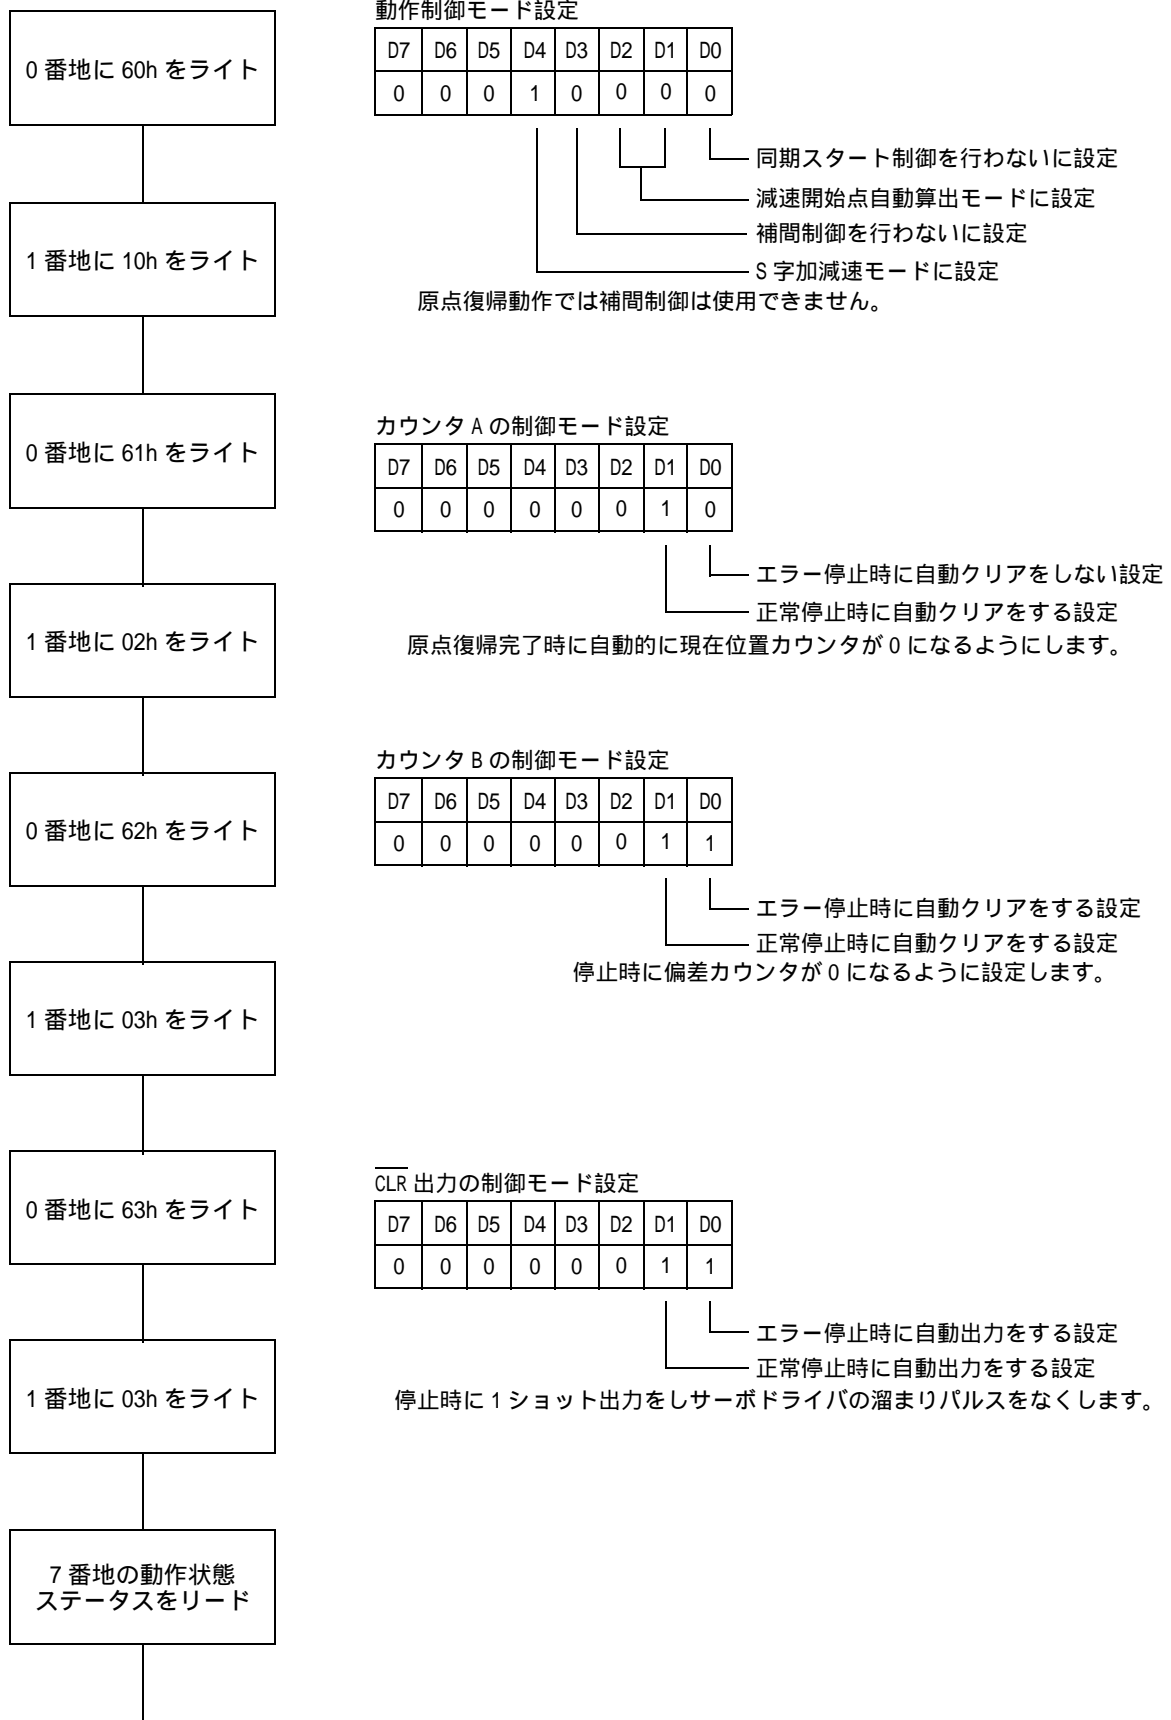 動作制御モード設定
0 番地に 60h をライト
D7 D6 D5 D4 D3 D2 D1 D0
0 0 0 1 0 0 0 0
同期スタート制御を行わないに設定
減速開始点自動算出モードに設定
補間制御を行わないに設定
S 字加減速モードに設定
1 番地に 10h をライト
原点復帰動作では補間制御は使用できません。
カウンタ A の制御モード設定
0 番地に 61h をライト
D7 D6 D5 D4 D3 D2 D1 D0
0 0 0 0 0 0 1 0
エラー停止時に自動クリアをしない設定
正常停止時に自動クリアをする設定
1 番地に 02h をライト
原点復帰完了時に自動的に現在位置カウンタが 0 になるようにします。
カウンタ B の制御モード設定
0 番地に 62h をライト
D7 D6 D5 D4 D3 D2 D1 D0
0 0 0 0 0 0 1 1
エラー停止時に自動クリアをする設定
正常停止時に自動クリアをする設定
停止時に偏差カウンタが 0 になるように設定します。
1 番地に 03h をライト
CLR 出力の制御モード設定
0 番地に 63h をライト
D7 D6 D5 D4 D3 D2 D1 D0
0 0 0 0 0 0 1 1
エラー停止時に自動出力をする設定
正常停止時に自動出力をする設定
1 番地に 03h をライト
停止時に 1 ショット出力をしサーボドライバの溜まりパルスをなくします。
7 番地の動作状態
ステータスをリード